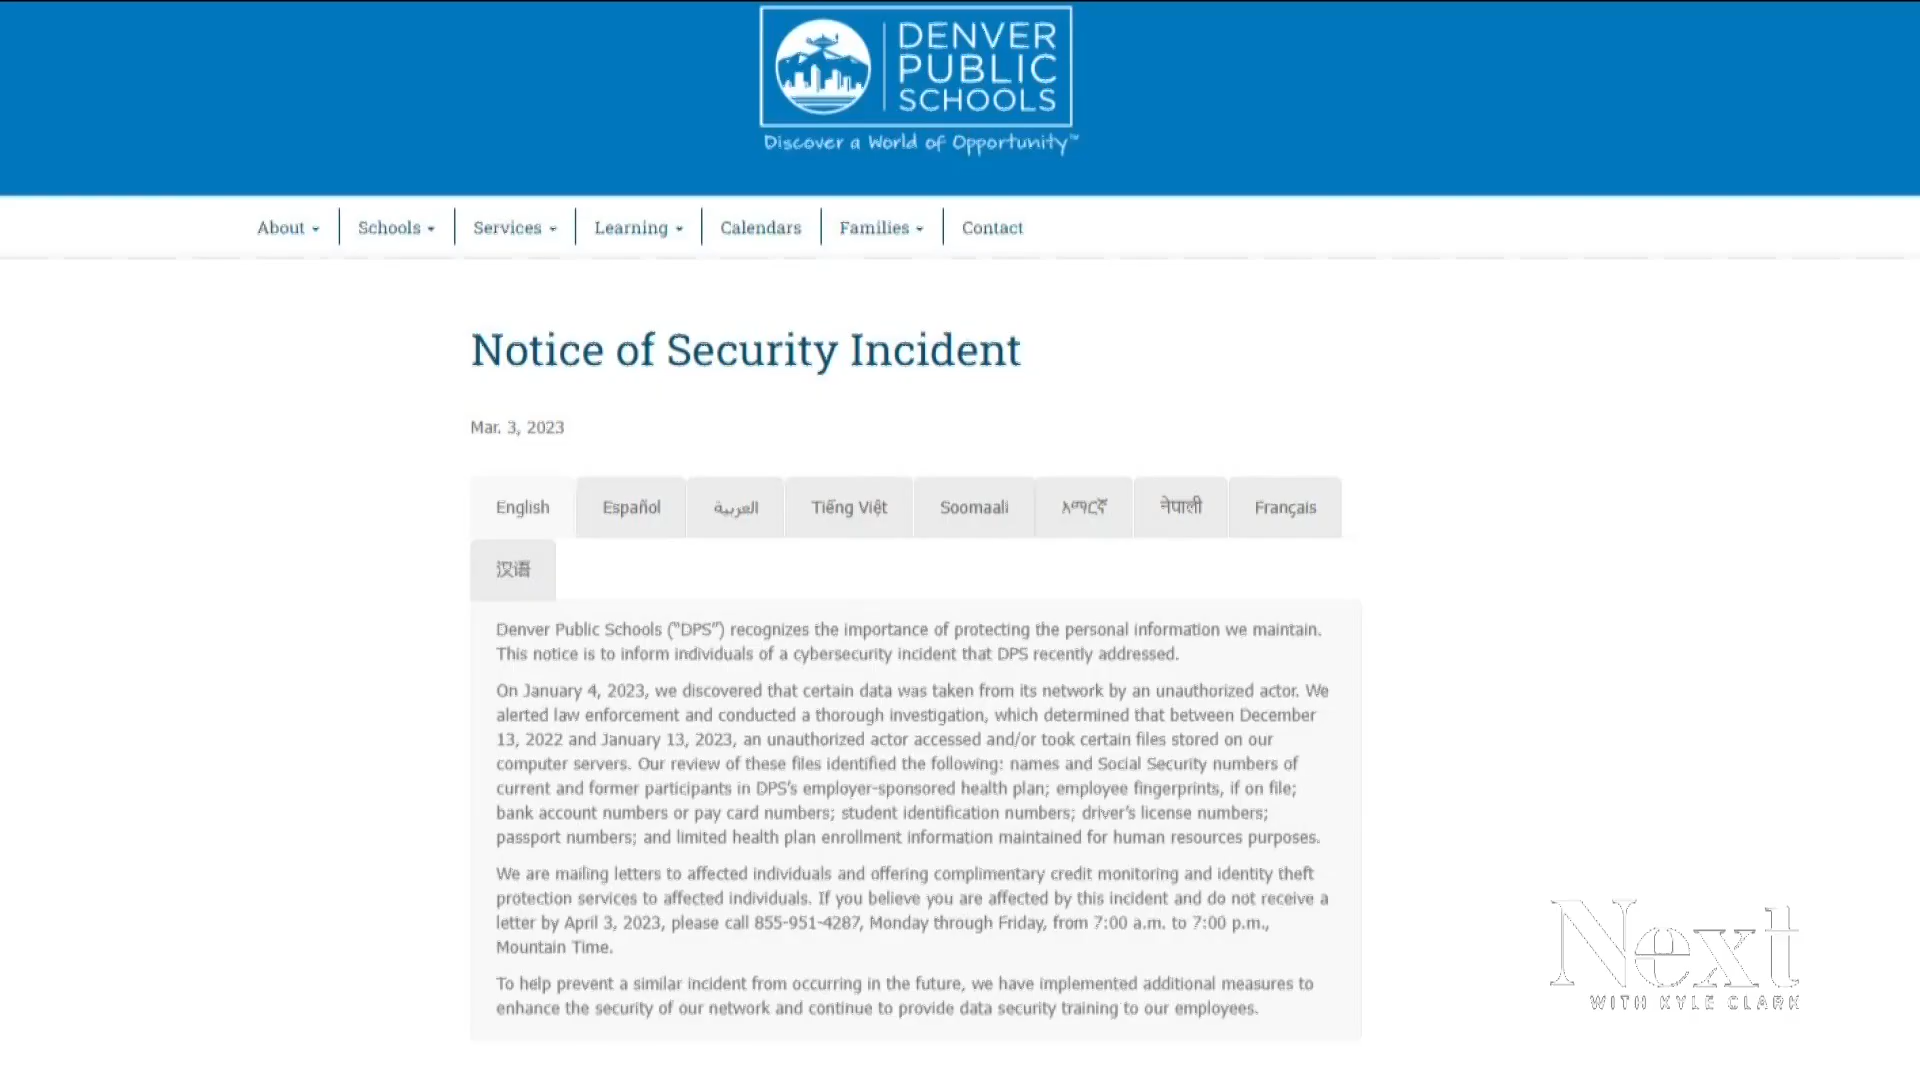 DENVER
PUBLIC
SCHOOLS
Discover a World of Opportunity™
About
Schools
Services
Learning
Calendars
Families
Contact
Notice of Security Incident
Mar. 3, 2023
English
Español
العربية
Tiếng Việt
Soomaali
አማርኛ
नेपाली
Français
汉语
Denver Public Schools ("DPS") recognizes the importance of protecting the personal information we maintain.
This notice is to inform individuals of a cybersecurity incident that DPS recently addressed.
On January 4, 2023, we discovered that certain data was taken from its network by an unauthorized actor. We
alerted law enforcement and conducted a thorough investigation, which determined that between December
13, 2022 and January 13, 2023, an unauthorized actor accessed and/or took certain files stored on our
computer servers. Our review of these files identified the following: names and Social Security numbers of
current and former participants in DPS's employer-sponsored health plan; employee fingerprints, if on file;
bank account numbers or pay card numbers; student identification numbers; driver's license numbers;
passport numbers; and limited health plan enrollment information maintained for human resources purposes.
We are mailing letters to affected individuals and offering complimentary credit monitoring and identity theft
protection services to affected individuals. If you believe you are affected by this incident and do not receive a
letter by April 3, 2023, please call 855-951-4287, Monday through Friday, from 7:00 a.m. to 7:00 p.m.,
Mountain Time.
To help prevent a similar incident from occurring in the future, we have implemented additional measures to
enhance the security of our network and continue to provide data security training to our employees.
Next
WITH KYLE CLARK